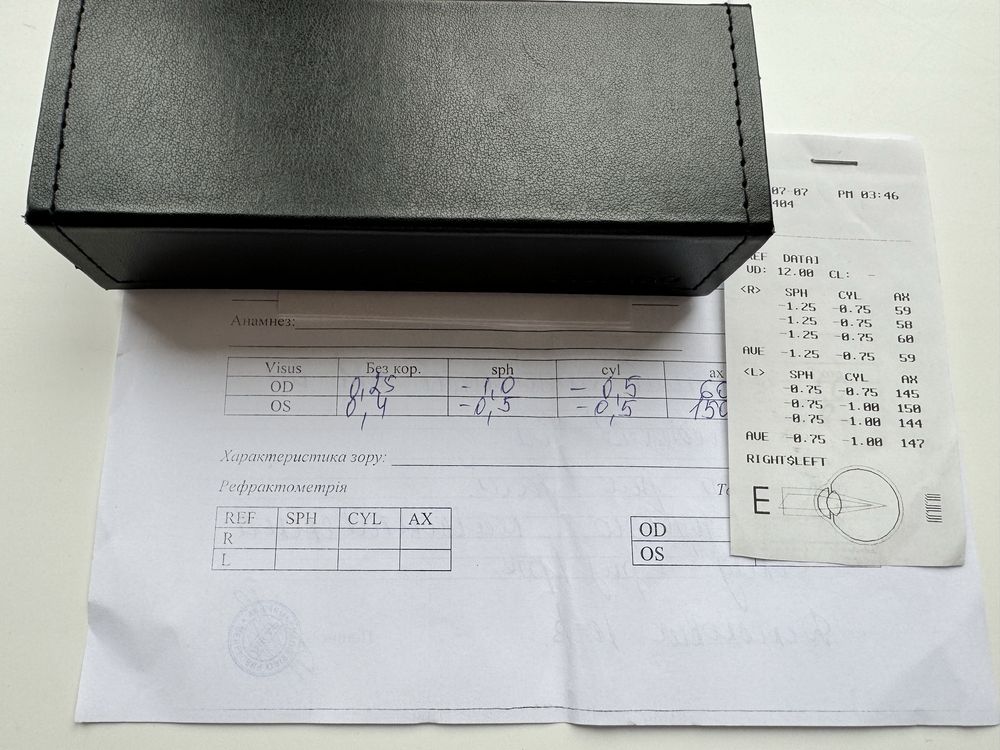 07-07 PM 03:46
404
REF DATA]
VD: 12.00 CL: -
<R> SPH CYL AX
-1.25 -0.75 59
-1.25 -0.75 58
-1.25 -0.75 60
AVE -1.25 -0.75 59
<L> SPH CYL AX
-0.75 -0.75 145
-0.75 -1.00 150
-0.75 -1.00 144
AVE -0.75 -1.00 147
RIGHT$LEFT
E
Анамнез:
Visus Без кор. sph cyl ax
OD 0,25 -1,0 -0,5 60
OS 0,4 -0,5 -0,5 150
Характеристика зору:
Рефрактометрія
REF SPH CYL AX
R
L
OD
OS